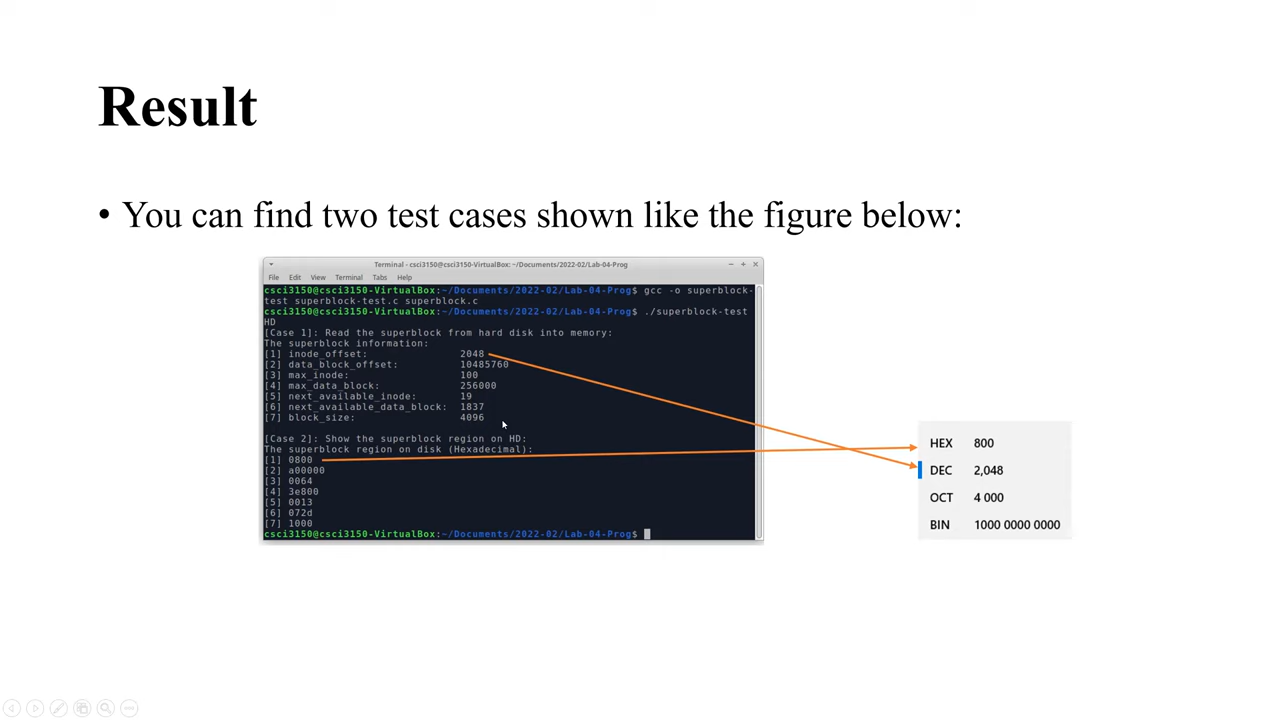 Result
• You can find two test cases shown like the figure below:
Terminal - csci3150@csci3150-VirtualBox: ~/Documents/2022-02/Lab-04-Prog
File Edit View Terminal Tabs Help
csci3150@csci3150-VirtualBox:~/Documents/2022-02/Lab-04-Prog$ gcc -o superblock-
test superblock-test.c superblock.c
csci3150@csci3150-VirtualBox:~/Documents/2022-02/Lab-04-Prog$ ./superblock-test
HD
[Case 1]: Read the superblock from hard disk into memory:
The superblock information:
[1] inode_offset: 2048
[2] data_block_offset: 10485760
[3] max_inode: 100
[4] max_data_block: 256000
[5] next_available_inode: 19
[6] next_available_data_block: 1837
[7] block_size: 4096
[Case 2]: Show the superblock region on HD:
The superblock region on disk (Hexadecimal):
[1] 0800
[2] a00000
[3] 0064
[4] 3e800
[5] 0013
[6] 072d
[7] 1000
csci3150@csci3150-VirtualBox:~/Documents/2022-02/Lab-04-Prog$
HEX 800
DEC 2,048
OCT 4 000
BIN 1000 0000 0000